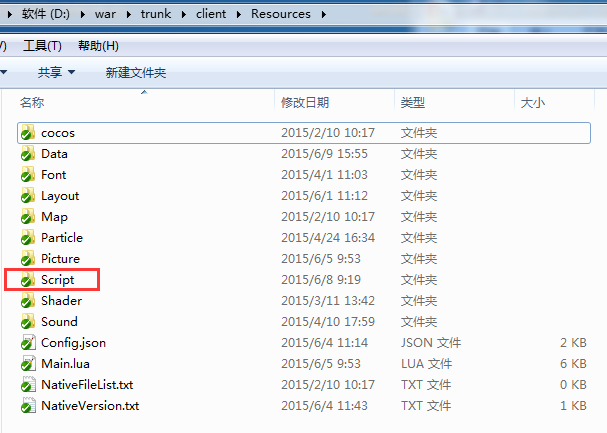 软件 (D:) ▸ war ▸ trunk ▸ client ▸ Resources ▸
) 工具(T) 帮助(H)
共享 新建文件夹
名称 修改日期 类型 大小
cocos 2015/2/10 10:17 文件夹
Data 2015/6/9 15:55 文件夹
Font 2015/4/1 11:03 文件夹
Layout 2015/6/1 11:12 文件夹
Map 2015/2/10 10:17 文件夹
Particle 2015/4/24 16:34 文件夹
Picture 2015/6/5 9:53 文件夹
Script 2015/6/8 9:19 文件夹
Shader 2015/3/11 13:42 文件夹
Sound 2015/4/10 17:59 文件夹
Config.json 2015/6/4 11:14 JSON 文件 2 KB
Main.lua 2015/6/5 9:53 LUA 文件 6 KB
NativeFileList.txt 2015/2/10 10:17 TXT 文件 0 KB
NativeVersion.txt 2015/6/4 11:43 TXT 文件 1 KB